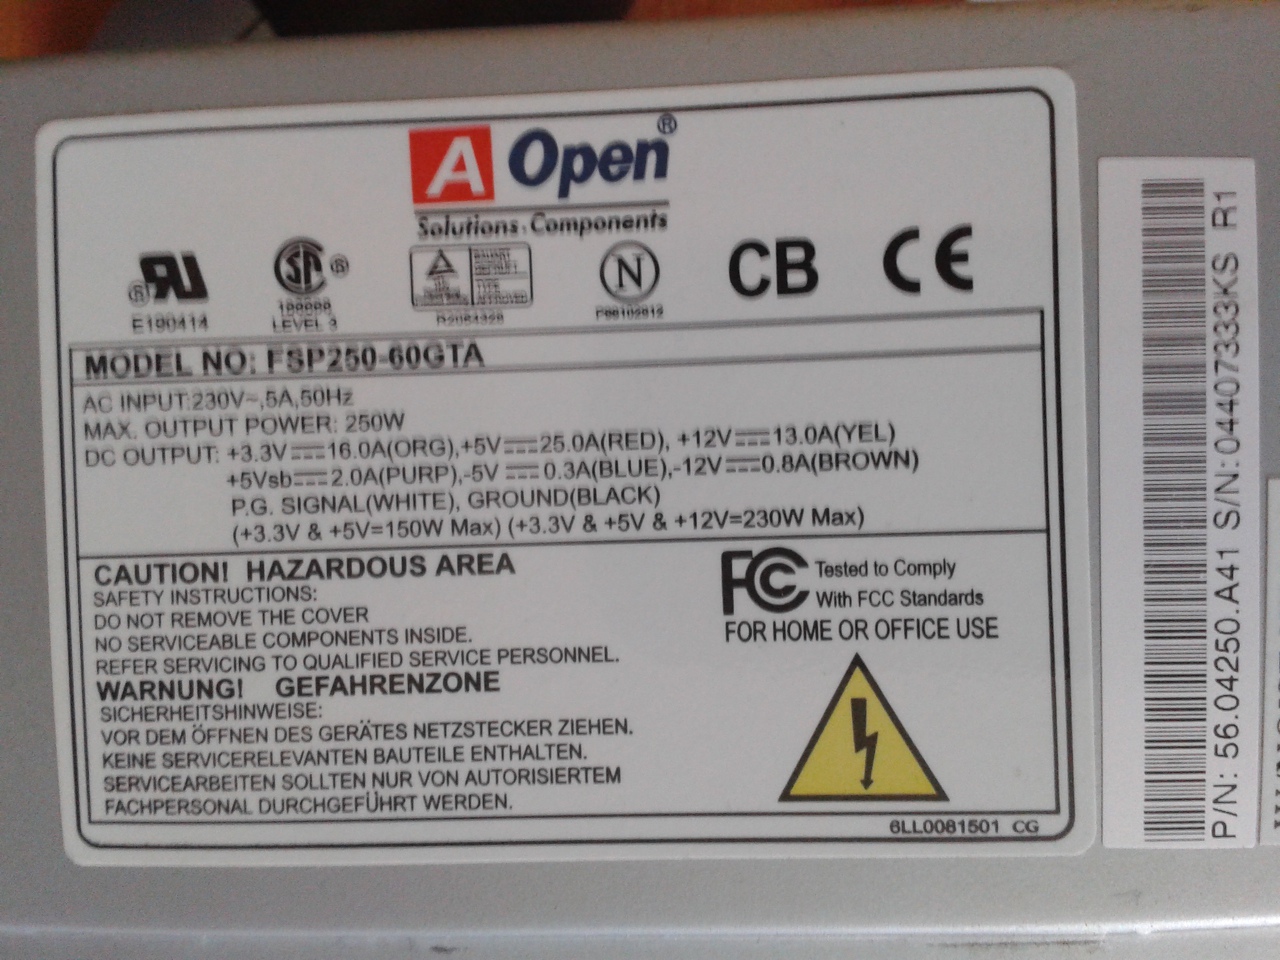 A Open®
Solutions, Components
E190414
LEVEL 3
N
CB
CE
MODEL NO: FSP250-60GTA
AC INPUT:230V~,5A,50Hz
MAX. OUTPUT POWER: 250W
DC OUTPUT: +3.3V⎓16.0A(ORG),+5V⎓25.0A(RED), +12V⎓13.0A(YEL)
+5Vsb⎓2.0A(PURP),-5V⎓0.3A(BLUE),-12V⎓0.8A(BROWN)
P.G. SIGNAL(WHITE), GROUND(BLACK)
(+3.3V & +5V=150W Max) (+3.3V & +5V & +12V=230W Max)
CAUTION! HAZARDOUS AREA
SAFETY INSTRUCTIONS:
DO NOT REMOVE THE COVER
NO SERVICEABLE COMPONENTS INSIDE.
REFER SERVICING TO QUALIFIED SERVICE PERSONNEL.
WARNUNG! GEFAHRENZONE
SICHERHEITSHINWEISE:
VOR DEM ÖFFNEN DES GERÄTES NETZSTECKER ZIEHEN.
KEINE SERVICERELEVANTEN BAUTEILE ENTHALTEN.
SERVICEARBEITEN SOLLTEN NUR VON AUTORISIERTEM
FACHPERSONAL DURCHGEFÜHRT WERDEN.
FC Tested to Comply
With FCC Standards
FOR HOME OR OFFICE USE
6LL0081501 CG
P/N: 56.04250.A41 S/N:04407333KS R1